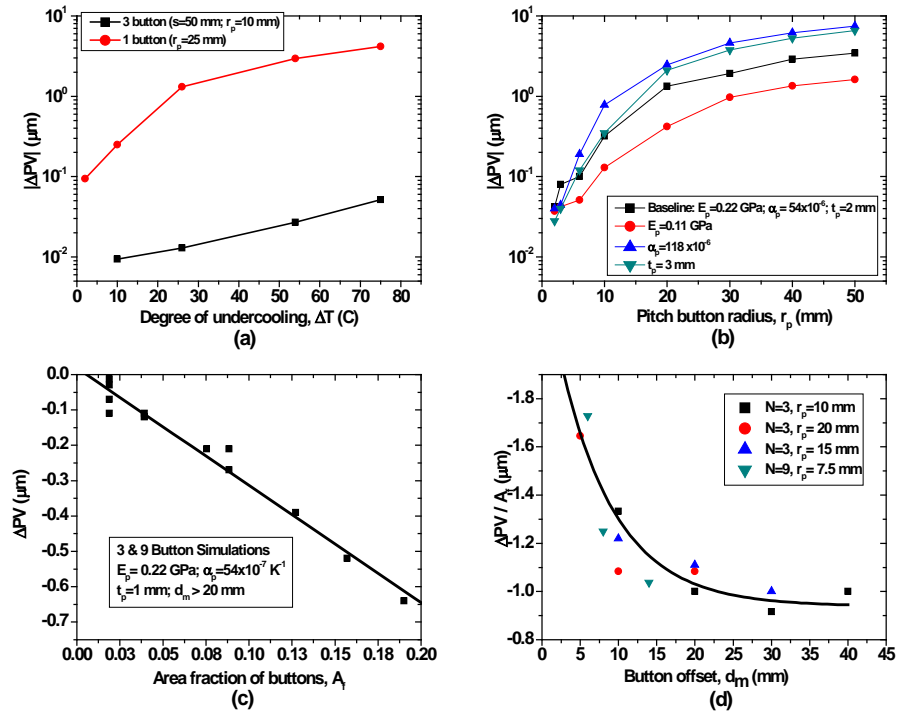 3 button (s=50 mm; rp=10 mm)
1 button (rp=25 mm)
|ΔPV| (μm)
10^1
10^0
10^-1
10^-2
0 10 20 30 40 50 60 70 80 90
Degree of undercooling, ΔT (C)
(a)
|ΔPV| (μm)
10^1
10^0
10^-1
10^-2
Baseline: Ep=0.22 GPa; αp= 54x10^-6; tp=2 mm
Ep=0.11 GPa
αp=118 x10^-6
tp= 3 mm
0 10 20 30 40 50
Pitch button radius, rp (mm)
(b)
ΔPV (μm)
0.0
-0.1
-0.2
-0.3
-0.4
-0.5
-0.6
-0.7
3 & 9 Button Simulations
Ep= 0.22 GPa; αp=54x10^-7 K^-1
tp=1 mm; dm > 20 mm
0.00 0.03 0.05 0.08 0.10 0.13 0.15 0.18 0.20
Area fraction of buttons, Af
(c)
ΔPV / Af (μm)
-1.8
-1.6
-1.4
-1.2
-1.0
-0.8
N=3, rp=10 mm
N=3, rp= 20 mm
N=3, rp= 15 mm
N=9, rp= 7.5 mm
0 5 10 15 20 25 30 35 40 45
Button offset, dm (mm)
(d)